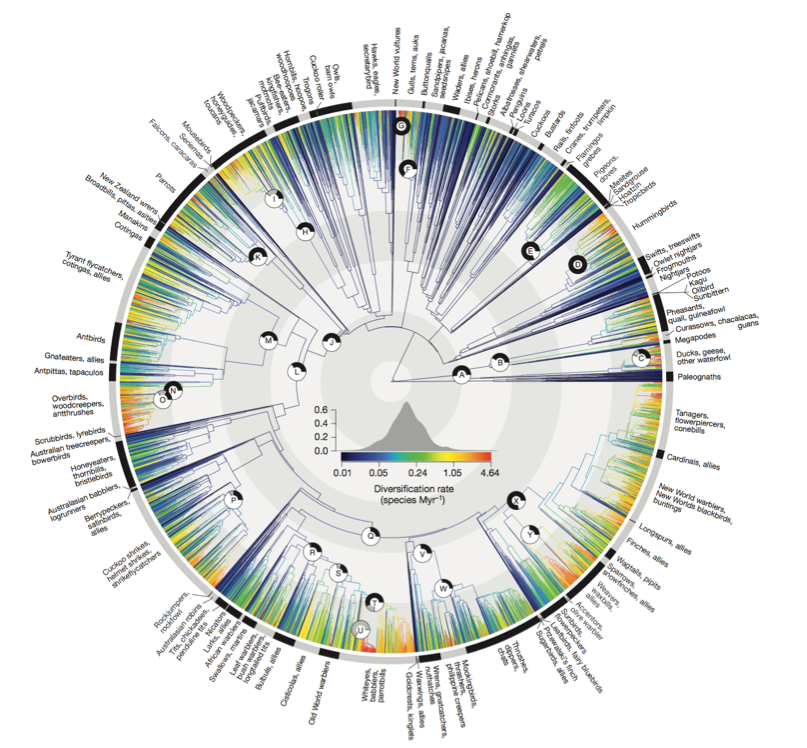 New World vultures
Gulls, terns, auks
Buttonquails
Sandpipers, jacanas,
seedsnipes
Waders, allies
Ibises, herons
Pelicans, shoebill, hamerkop
Cormorants, anhingas,
gannets
Storks
Albatrosses, shearwaters,
petrels
Penguins
Loons
Turacos
Cuckoos
Bustards
Rails, finfoots
Cranes, trumpeters,
limpkin
Flamingos
grebes
Pigeons,
doves
Mesites
Sandgrouse
Hoatzin
Tropicbirds
Hummingbirds
Swifts, treeswifts
Owlet nightjars
Frogmouths
Nightjars
Potoos
Kagu
Oilbird
Sunbittern
Pheasants,
quail, guineafowl
Curassows, chacalacas,
guans
Megapodes
Ducks, geese,
other waterfowl
Paleognaths
Tanagers,
flowerpiercers,
conebills
Cardinals, allies
New World warblers,
New Worlds blackbirds,
buntings
Longspurs, allies
Finches, allies
Wagtails, pipits
Sparrows,
snowfinches, allies
Weavers,
waxbills,
allies
Accentors,
olive warbler
Sunbirds,
flowerpeckers
Leafbirds, fairy bluebirds
Przewalski's finch
Sugarbirds, allies
Thrushes,
dippers,
chats
Mockingbirds,
thrashers,
philippine creepers
Wrens, gnatcatchers,
nuthatches
Waxwings, allies
Goldcrests, kinglets
Whiteyes,
babblers,
parrotbills
Old World warblers
Cisticolas, allies
Bulbuls, allies
Leaf warblers,
bush warblers,
longtailed tits
Swallows, martins
African warblers
Larks, allies
Nicators
Tits, chickadees,
penduline tits
Australasian robins
Rockjumpers,
rockfowl
Cuckoo shrikes,
helmet shrikes,
shrikeflycatchers
Berrypeckers,
satinbirds,
allies
Australasian babblers,
logrunners
Honeyeaters,
thornbills,
bristlebirds
Australian treecreepers,
bowerbirds
Scrubbirds, lyrebirds
Overbirds,
woodcreepers,
antthrushes
Antpittas, tapaculos
Gnateaters, allies
Antbirds
Tyrant flycatchers,
cotingas, allies
Cotingas
Manakins
Broadbills, pittas, asities
New Zealand wrens
Parrots
Falcons, caracaras
Seriemas
Mousebirds
Woodpeckers,
honeyguides,
toucans
Puffbirds,
jacamars
Bee-eaters,
kingfishers,
motmots
Hornbills, hoopoe,
woodhoopoes
Trogons
Cuckoo roller
Owls,
barn owls
Hawks, eagles,
secretarybird
G
F
I
H
K
E
D
J
M
L
A
B
C
N
O
P
Q
R
S
T
U
V
W
X
Y
0.6
0.4
0.2
0.0
0.01 0.05 0.24 1.05 4.64
Diversification rate
(species Myr⁻¹)